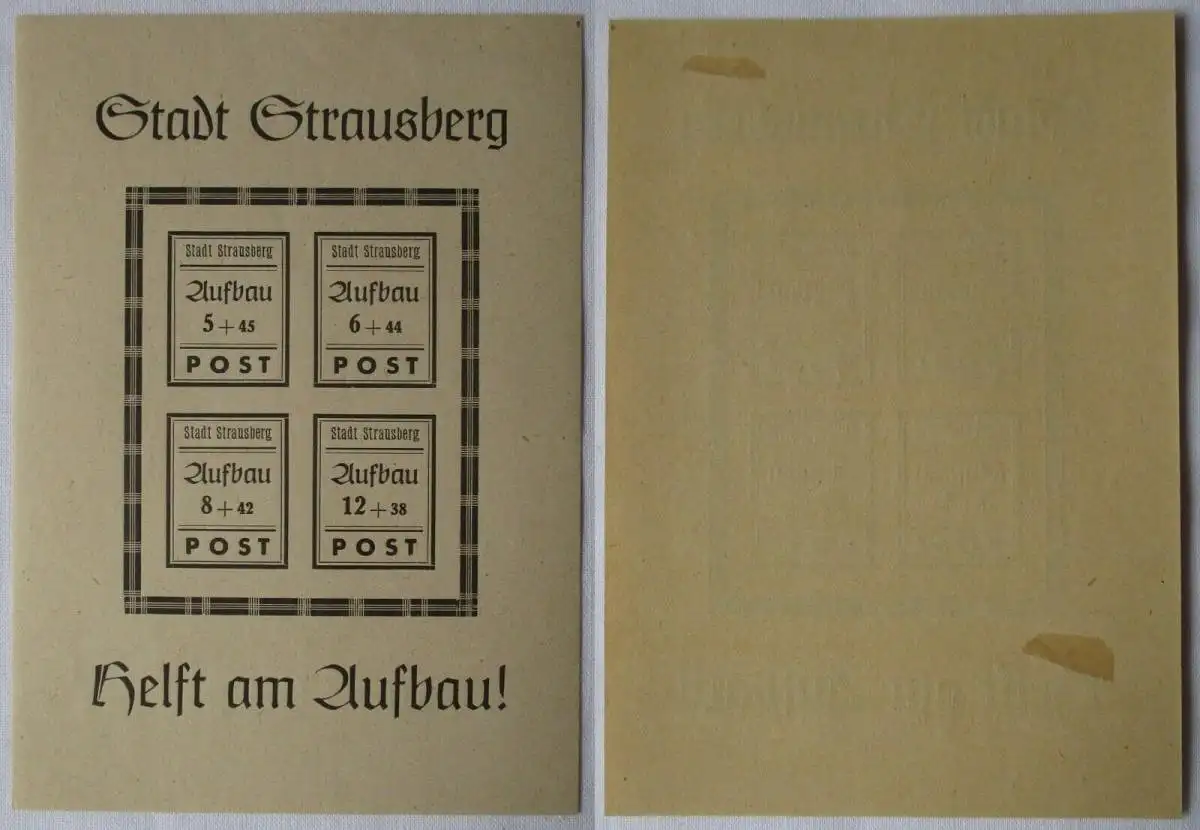 Stadt Strausberg
Stadt Strausberg
Aufbau
5 + 45
POST
Stadt Strausberg
Aufbau
6 + 44
POST
Stadt Strausberg
Aufbau
8 + 42
POST
Stadt Strausberg
Aufbau
12 + 38
POST
Helft am Aufbau!